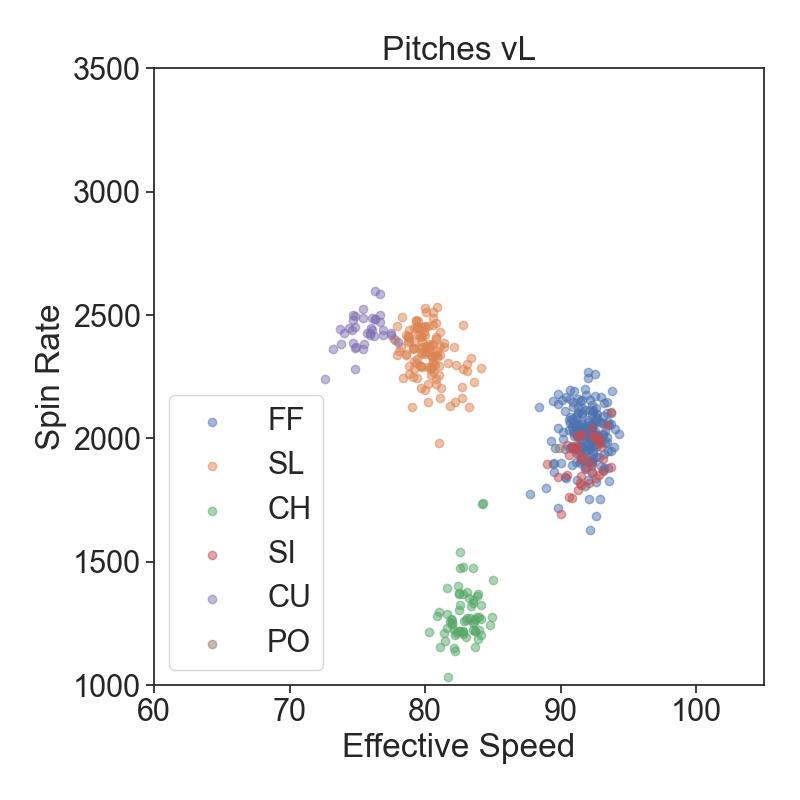 Pitches vL
3500
3000
2500
2000
1500
1000
Spin Rate
FF
SL
CH
SI
CU
PO
60 70 80 90 100
Effective Speed